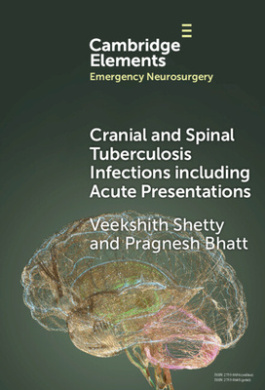 Cambridge
Elements
Emergency Neurosurgery
Cranial and Spinal
Tuberculosis
Infections including
Acute Presentations
Veekshith Shetty
and Pragnesh Bhatt